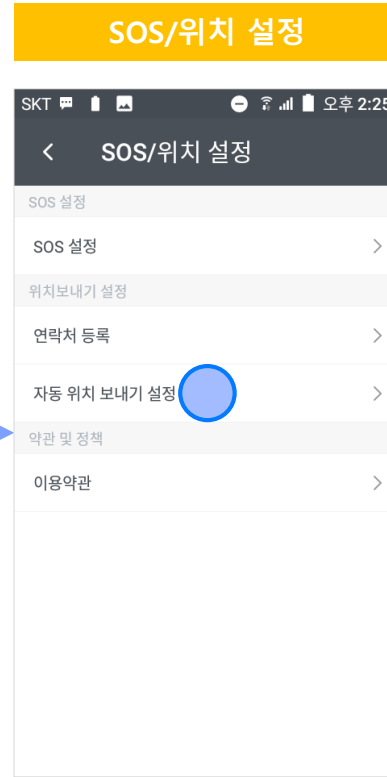 SOS/위치 설정
SKT 오후 2:25
SOS/위치 설정
SOS 설정
SOS 설정
위치보내기 설정
연락처 등록
자동 위치 보내기 설정
약관 및 정책
이용약관